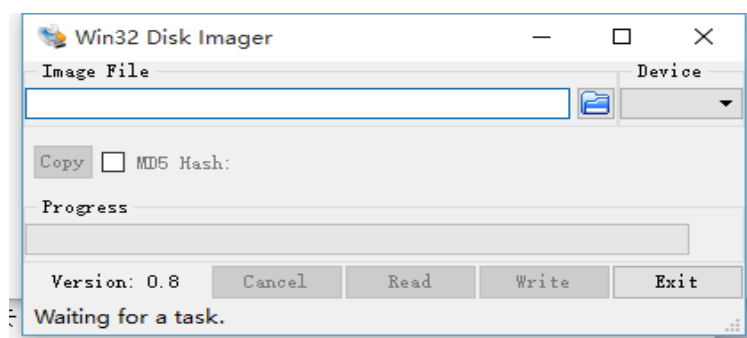 Win32 Disk Imager
Image File Device
Copy MD5 Hash:
Progress
Version: 0.8 Cancel Read Write Exit
Waiting for a task.